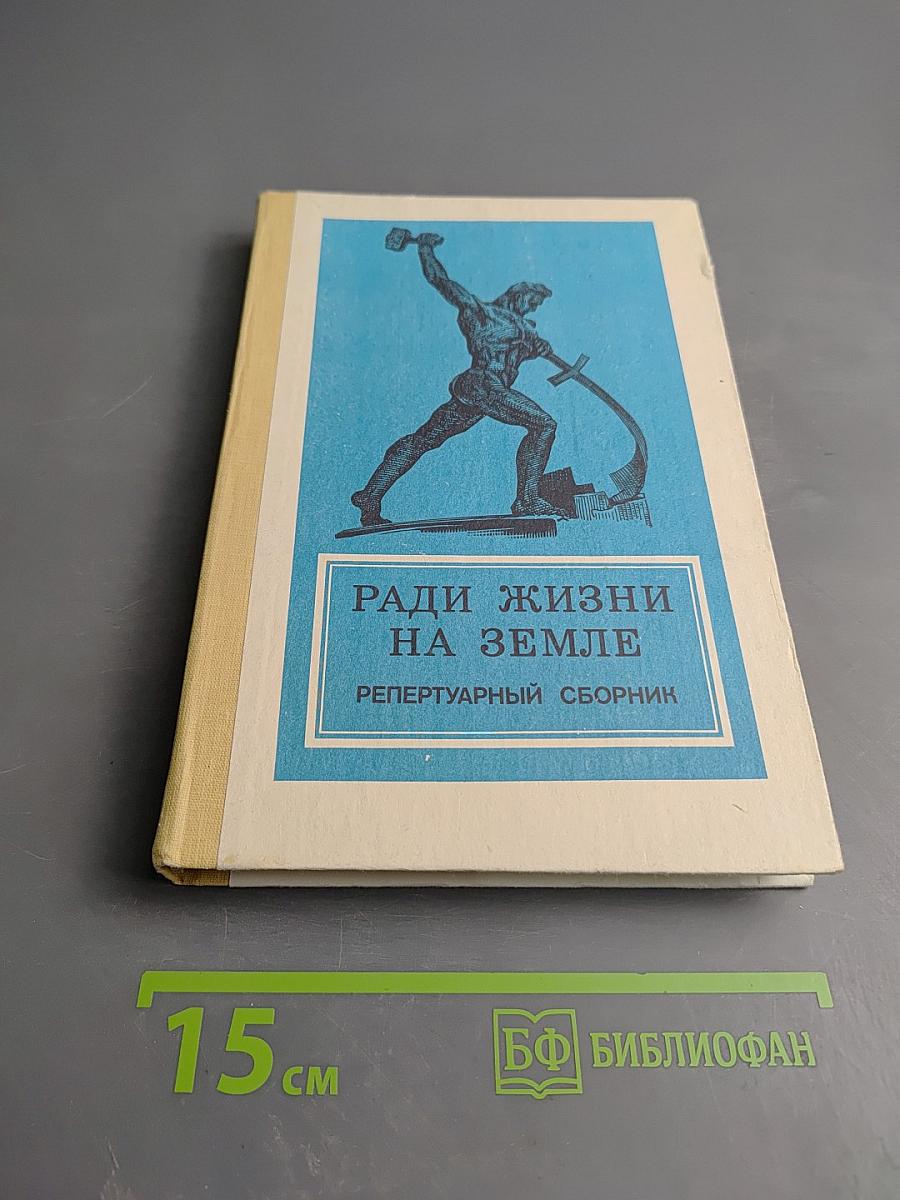 РАДИ ЖИЗНИ
НА ЗЕМЛЕ
РЕПЕРТУАРНЫЙ СБОРНИК
15 см
БФ БИБЛИОФАН